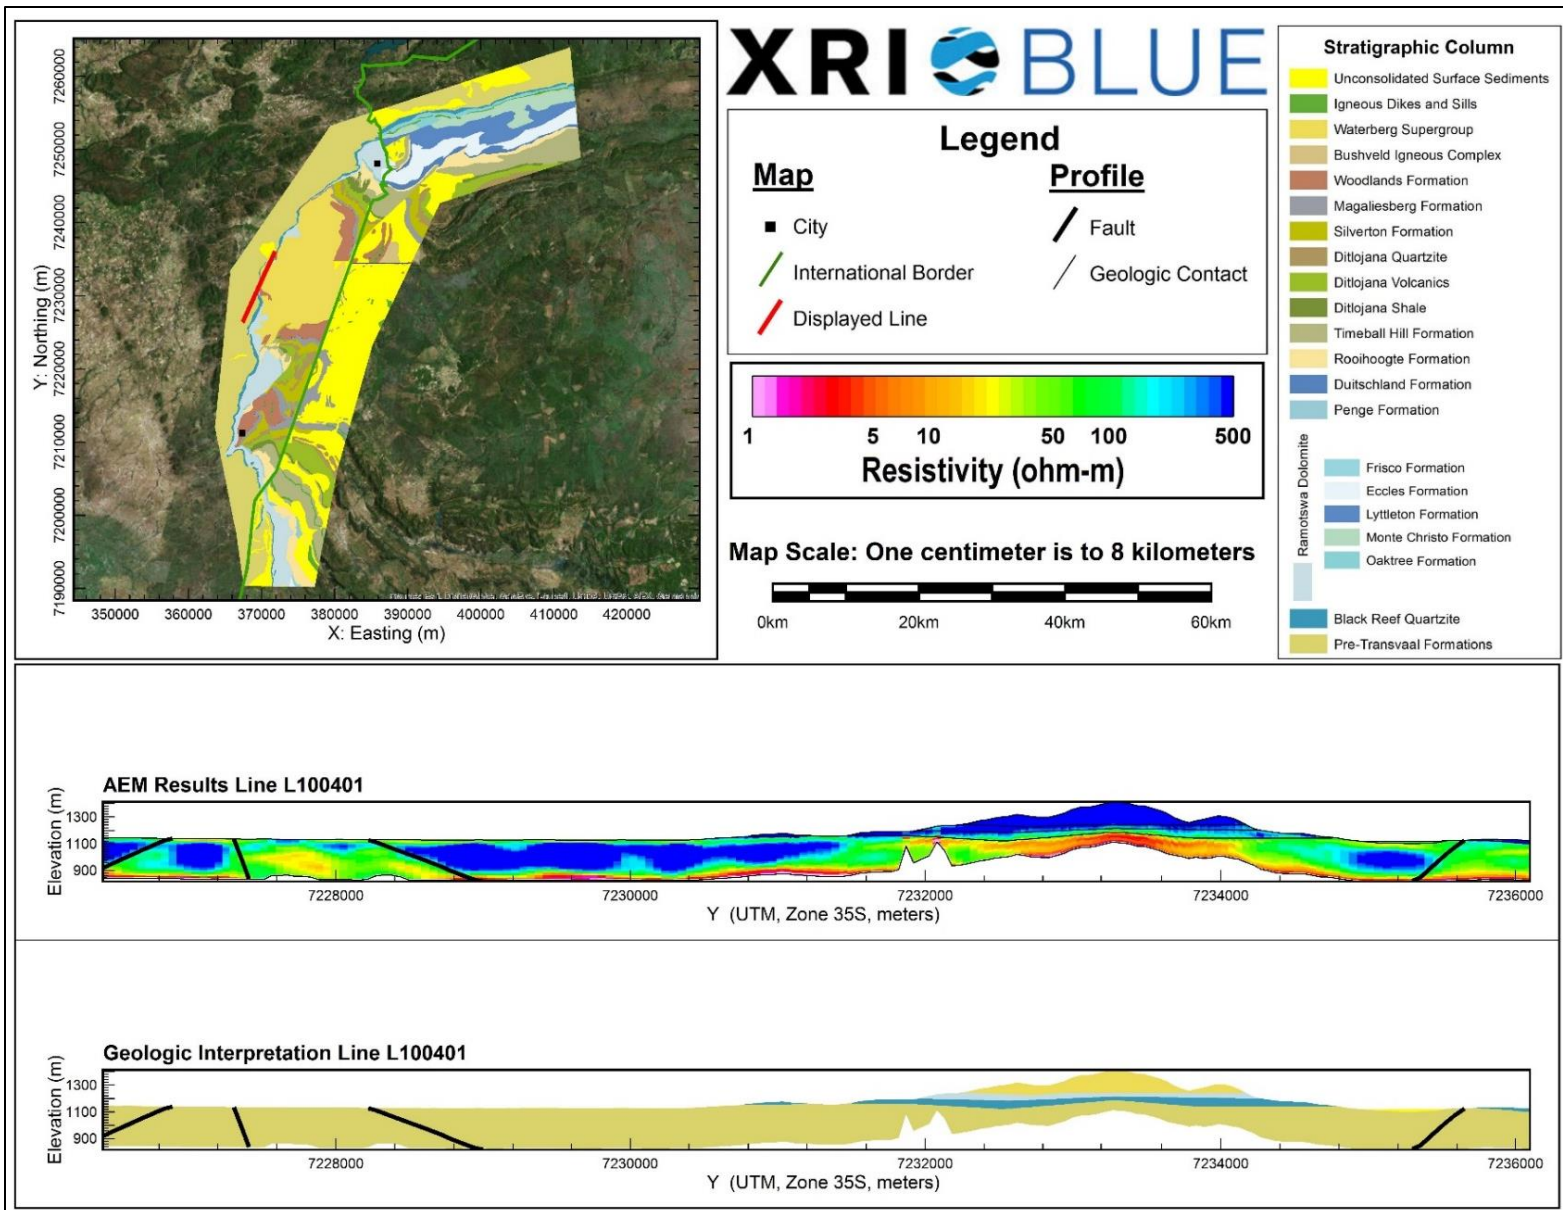 7260000
7250000
7240000
7230000
7220000
7210000
7200000
7190000
Y: Northing (m)
350000 360000 370000 380000 390000 400000 410000 420000
X: Easting (m)
XRI BLUE
Legend
Map
City
International Border
Displayed Line
Profile
Fault
Geologic Contact
1 5 10 50 100 500
Resistivity (ohm-m)
Map Scale: One centimeter is to 8 kilometers
0km 20km 40km 60km
Stratigraphic Column
Unconsolidated Surface Sediments
Igneous Dikes and Sills
Waterberg Supergroup
Bushveld Igneous Complex
Woodlands Formation
Magaliesberg Formation
Silverton Formation
Ditlojana Quartzite
Ditlojana Volcanics
Ditlojana Shale
Timeball Hill Formation
Rooihoogte Formation
Duitschland Formation
Penge Formation
Ramotswa Dolomite
Frisco Formation
Eccles Formation
Lyttleton Formation
Monte Christo Formation
Oaktree Formation
Black Reef Quartzite
Pre-Transvaal Formations
AEM Results Line L100401
Elevation (m)
1300
1100
900
7228000 7230000 7232000 7234000 7236000
Y (UTM, Zone 35S, meters)
Geologic Interpretation Line L100401
Elevation (m)
1300
1100
900
7228000 7230000 7232000 7234000 7236000
Y (UTM, Zone 35S, meters)